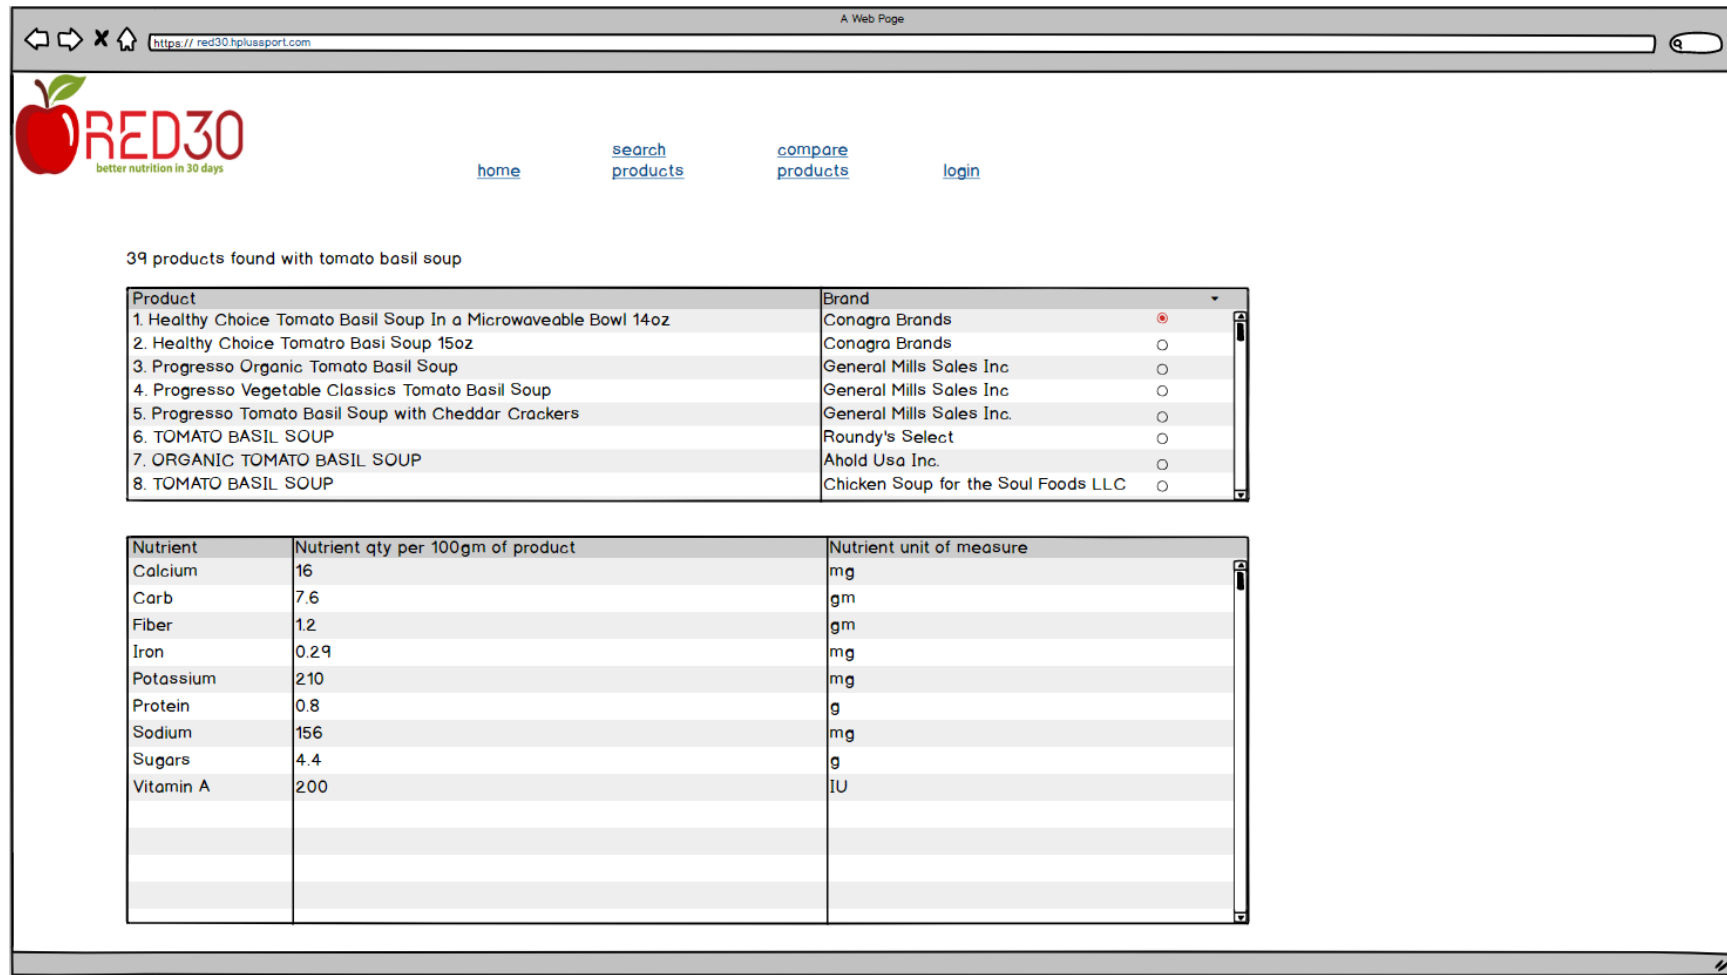 A Web Page
https:// red30.hplussport.com
RED30
better nutrition in 30 days
home
search products
compare products
login
39 products found with tomato basil soup
Product Brand
1. Healthy Choice Tomato Basil Soup In a Microwaveable Bowl 14oz Conagra Brands
2. Healthy Choice Tomatro Basi Soup 15oz Conagra Brands
3. Progresso Organic Tomato Basil Soup General Mills Sales Inc
4. Progresso Vegetable Classics Tomato Basil Soup General Mills Sales Inc
5. Progresso Tomato Basil Soup with Cheddar Crackers General Mills Sales Inc.
6. TOMATO BASIL SOUP Roundy's Select
7. ORGANIC TOMATO BASIL SOUP Ahold Usa Inc.
8. TOMATO BASIL SOUP Chicken Soup for the Soul Foods LLC
Nutrient Nutrient qty per 100gm of product Nutrient unit of measure
Calcium 16 mg
Carb 7.6 gm
Fiber 1.2 gm
Iron 0.29 mg
Potassium 210 mg
Protein 0.8 g
Sodium 156 mg
Sugars 4.4 g
Vitamin A 200 IU